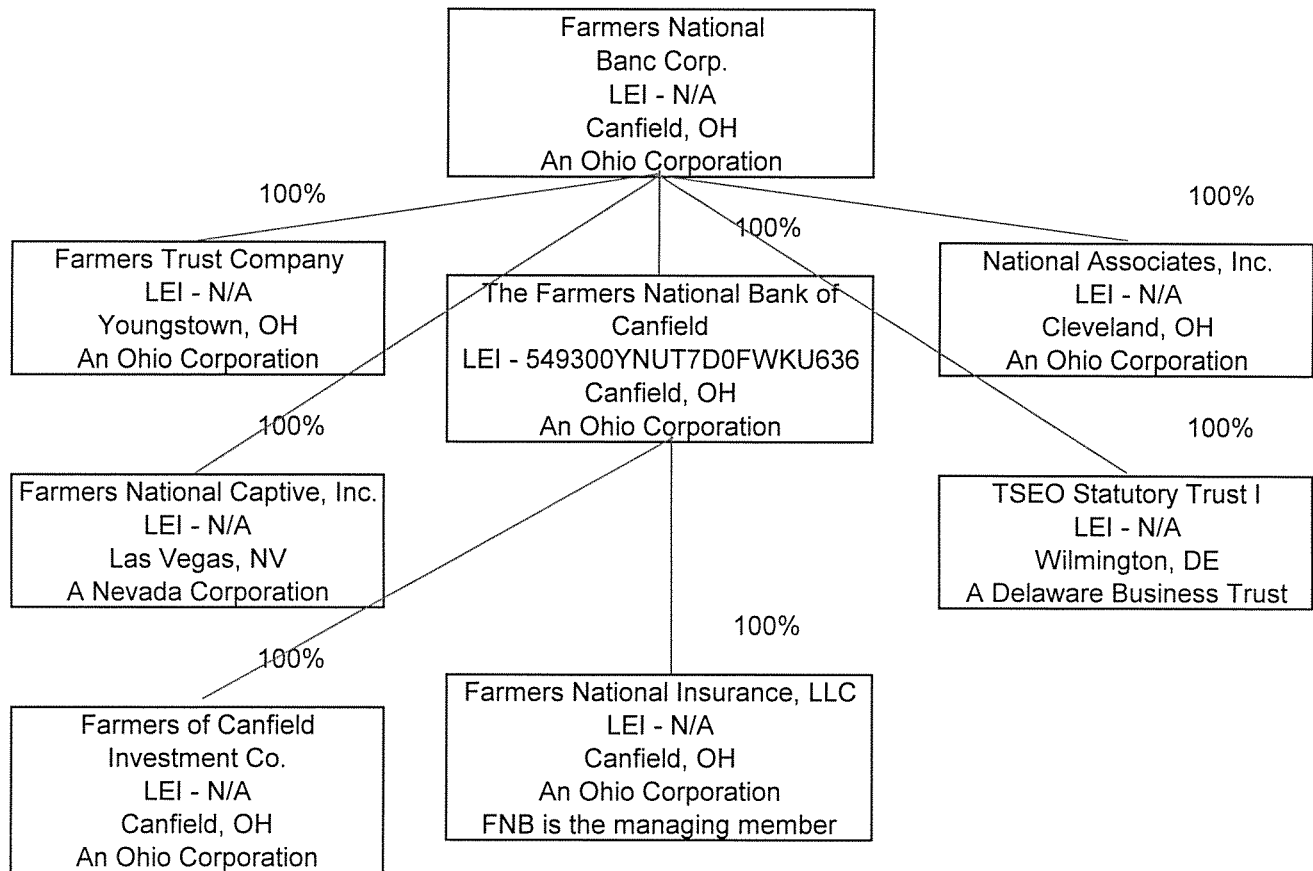 Farmers National
Banc Corp.
LEI - N/A
Canfield, OH
An Ohio Corporation
100%
100%
100%
Farmers Trust Company
LEI - N/A
Youngstown, OH
An Ohio Corporation
The Farmers National Bank of
Canfield
LEI - 549300YNUT7D0FWKU636
Canfield, OH
An Ohio Corporation
National Associates, Inc.
LEI - N/A
Cleveland, OH
An Ohio Corporation
100%
100%
Farmers National Captive, Inc.
LEI - N/A
Las Vegas, NV
A Nevada Corporation
TSEO Statutory Trust I
LEI - N/A
Wilmington, DE
A Delaware Business Trust
100%
100%
Farmers of Canfield
Investment Co.
LEI - N/A
Canfield, OH
An Ohio Corporation
Farmers National Insurance, LLC
LEI - N/A
Canfield, OH
An Ohio Corporation
FNB is the managing member